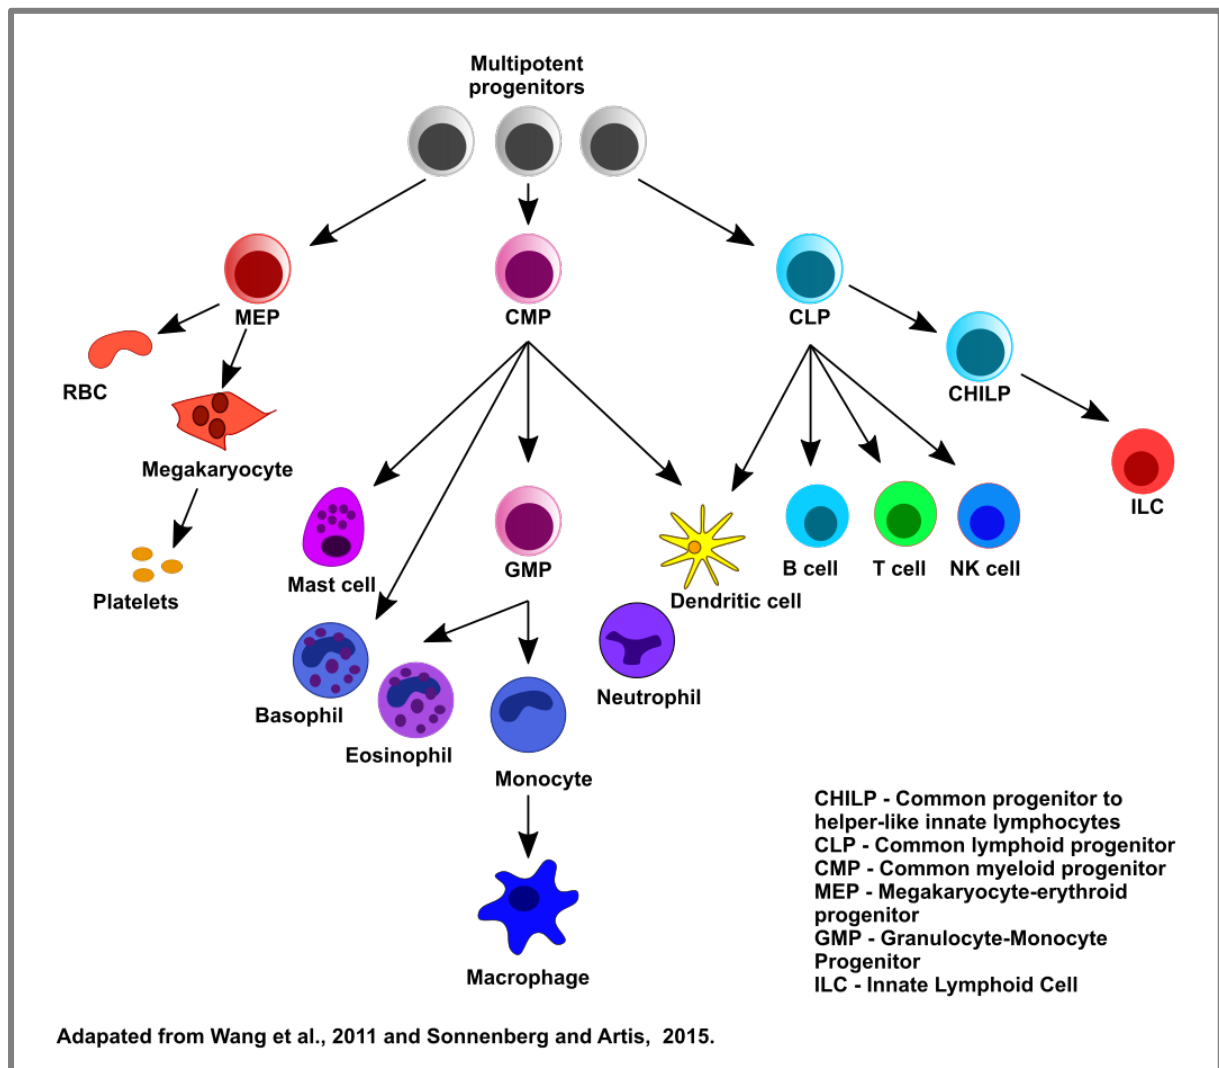 Multipotent
progenitors
MEP
CMP
CLP
RBC
CHILP
Megakaryocyte
ILC
Mast cell
GMP
B cell
T cell
NK cell
Platelets
Dendritic cell
Basophil
Neutrophil
Eosinophil
Monocyte
CHILP - Common progenitor to
helper-like innate lymphocytes
CLP - Common lymphoid progenitor
CMP - Common myeloid progenitor
MEP - Megakaryocyte-erythroid
progenitor
GMP - Granulocyte-Monocyte
Progenitor
ILC - Innate Lymphoid Cell
Macrophage
Adapated from Wang et al., 2011 and Sonnenberg and Artis, 2015.